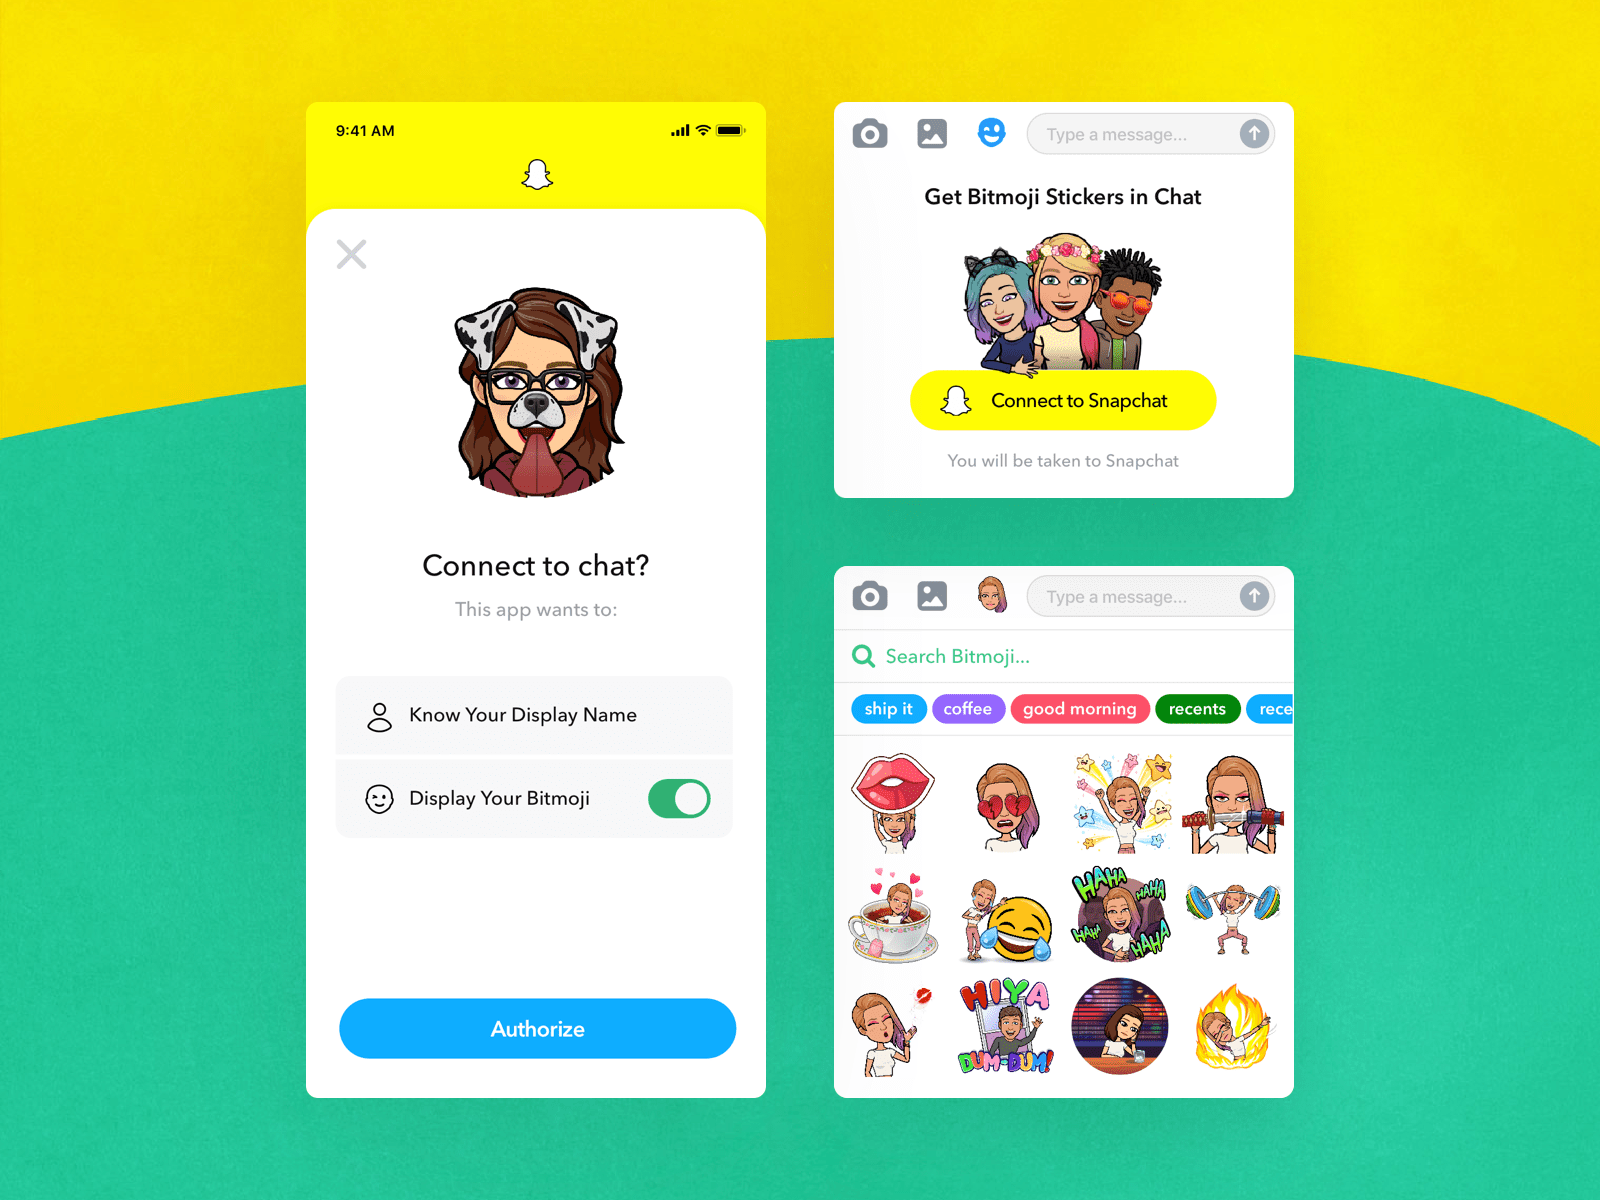 9:41 AM
Connect to chat?
This app wants to:
Know Your Display Name
Display Your Bitmoji
Authorize
Type a message...
Get Bitmoji Stickers in Chat
Connect to Snapchat
You will be taken to Snapchat
Type a message...
Search Bitmoji...
ship it
coffee
good morning
recents
rece
HAHA
HAHA
HAHA
HAHA
HIYA
DUM-DUM!